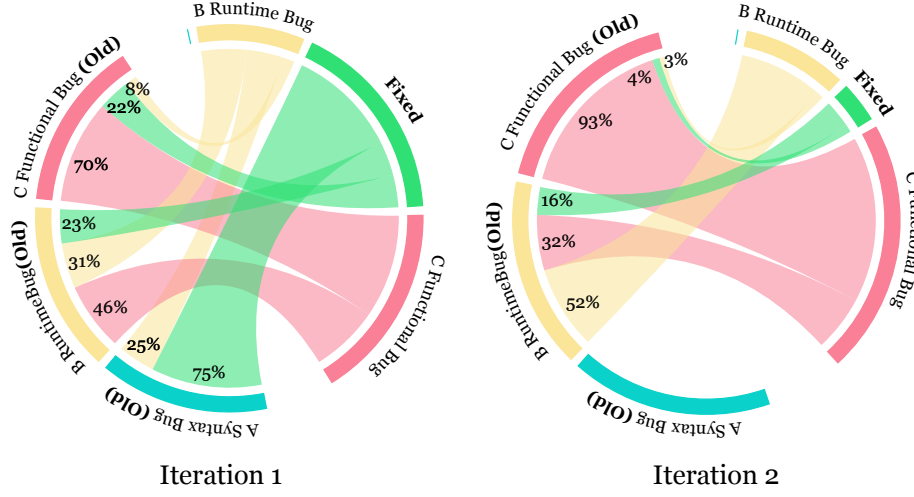 B Runtime Bug
Fixed
C Functional Bug (Old)
8%
22%
70%
23%
31%
46%
25%
75%
B RuntimeBug(Old)
A Syntax Bug (Old)
C Functional Bug
Iteration 1
B Runtime Bug
Fixed
C Functional Bug (Old)
3%
4%
93%
16%
32%
52%
B RuntimeBug(Old)
A Syntax Bug (Old)
C Functional Bug
Iteration 2